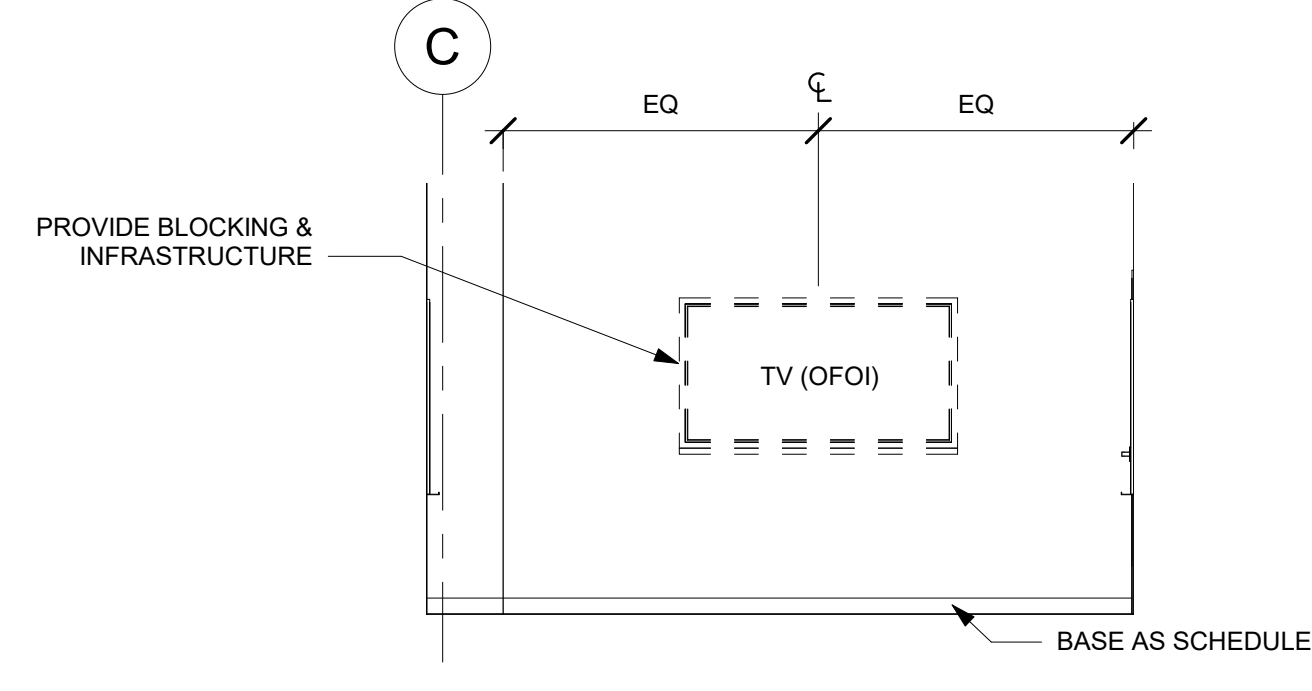 C
℄
EQ
EQ
PROVIDE BLOCKING &
INFRASTRUCTURE
TV (OFOI)
BASE AS SCHEDULE